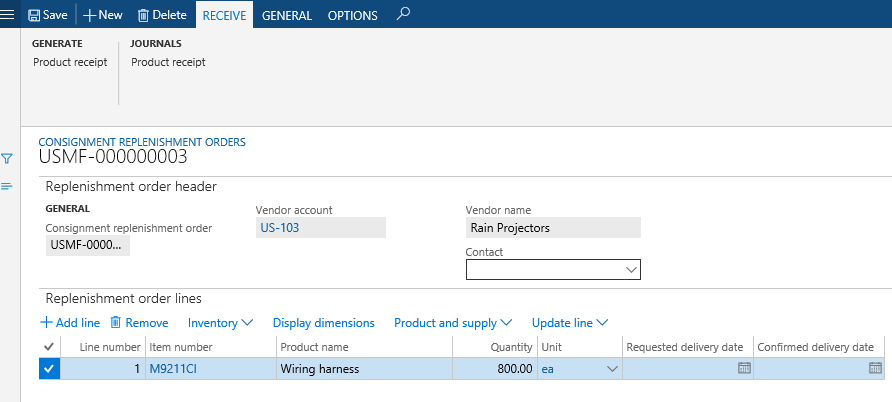 Save New Delete RECEIVE GENERAL OPTIONS
GENERATE JOURNALS
Product receipt Product receipt
CONSIGNMENT REPLENISHMENT ORDERS
USMF-000000003
Replenishment order header
GENERAL Vendor account Vendor name
Consignment replenishment order US-103 Rain Projectors
USMF-0000...
Contact
Replenishment order lines
Add line Remove Inventory Display dimensions Product and supply Update line
Line number Item number Product name Quantity Unit Requested delivery date Confirmed delivery date
1 M9211CI Wiring harness 800.00 ea